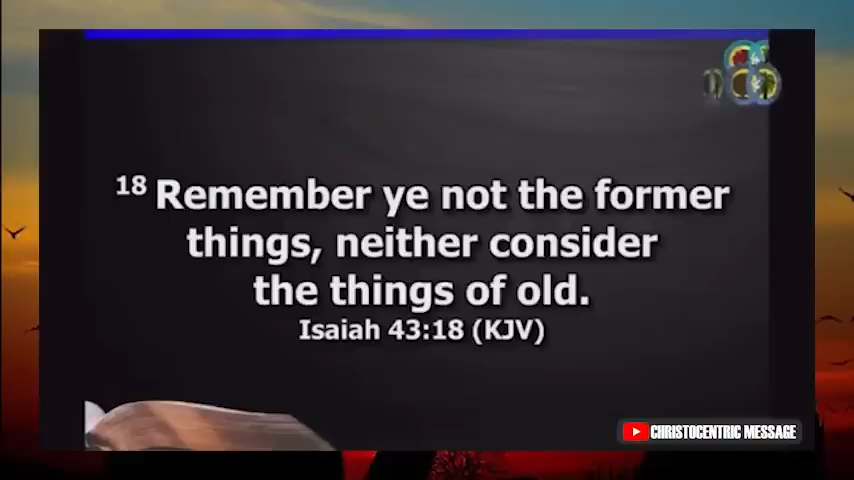 18 Remember ye not the former
things, neither consider
the things of old.
Isaiah 43:18 (KJV)
CHRISTOCENTRIC MESSAGE